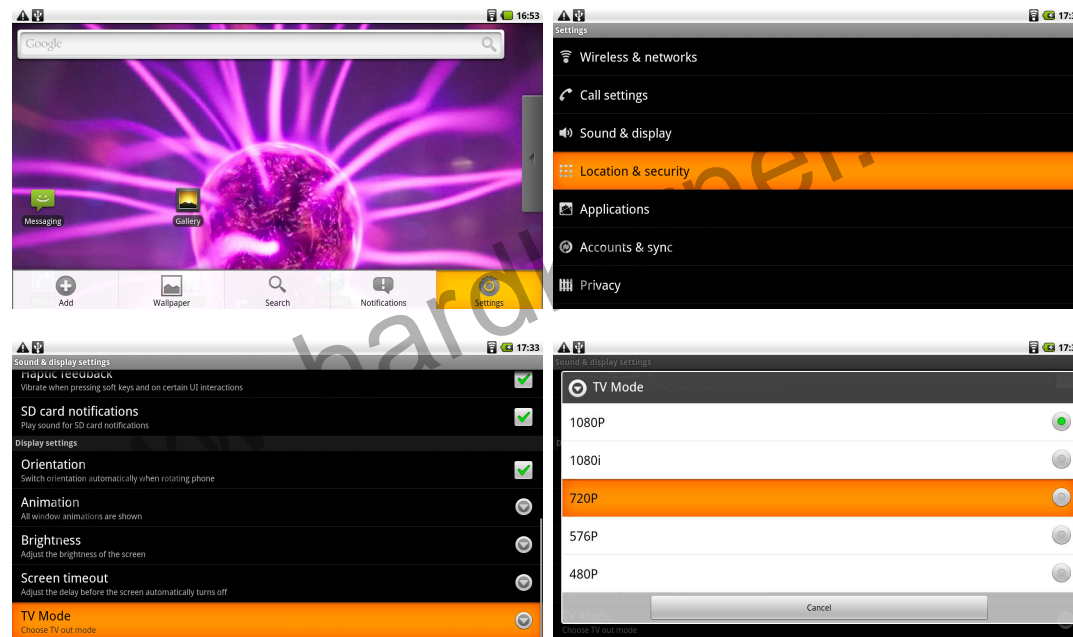 16:53
Google
Messaging
Gallery
Add
Wallpaper
Search
Notifications
Settings
Settings
Wireless & networks
Call settings
Sound & display
Location & security
Applications
Accounts & sync
Privacy
17:33
Sound & display settings
Haptic feedback
Vibrate when pressing soft keys and on certain UI interactions
SD card notifications
Play sound for SD card notifications
Display settings
Orientation
Switch orientation automatically when rotating phone
Animation
All window animations are shown
Brightness
Adjust the brightness of the screen
Screen timeout
Adjust the delay before the screen automatically turns off
TV Mode
Choose TV out mode
Sound & display settings
TV Mode
1080P
1080i
720P
576P
480P
Cancel
TV Mode
Choose TV out mode